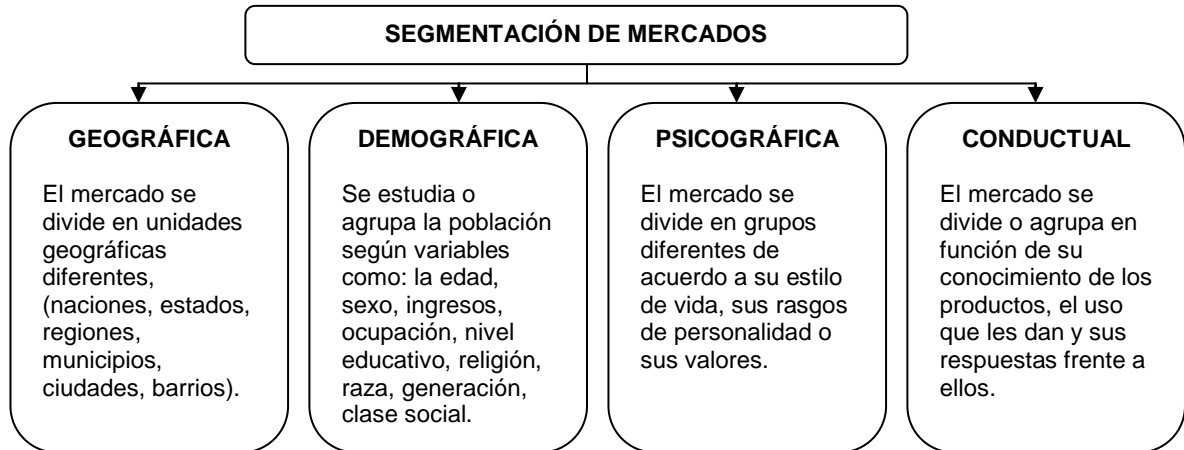 SEGMENTACIÓN DE MERCADOS
GEOGRÁFICA
El mercado se
divide en unidades
geográficas
diferentes,
(naciones, estados,
regiones,
municipios,
ciudades, barrios).
DEMOGRÁFICA
Se estudia o
agrupa la población
según variables
como: la edad,
sexo, ingresos,
ocupación, nivel
educativo, religión,
raza, generación,
clase social.
PSICOGRÁFICA
El mercado se
divide en grupos
diferentes de
acuerdo a su estilo
de vida, sus rasgos
de personalidad o
sus valores.
CONDUCTUAL
El mercado se
divide o agrupa en
función de su
conocimiento de los
productos, el uso
que les dan y sus
respuestas frente a
ellos.